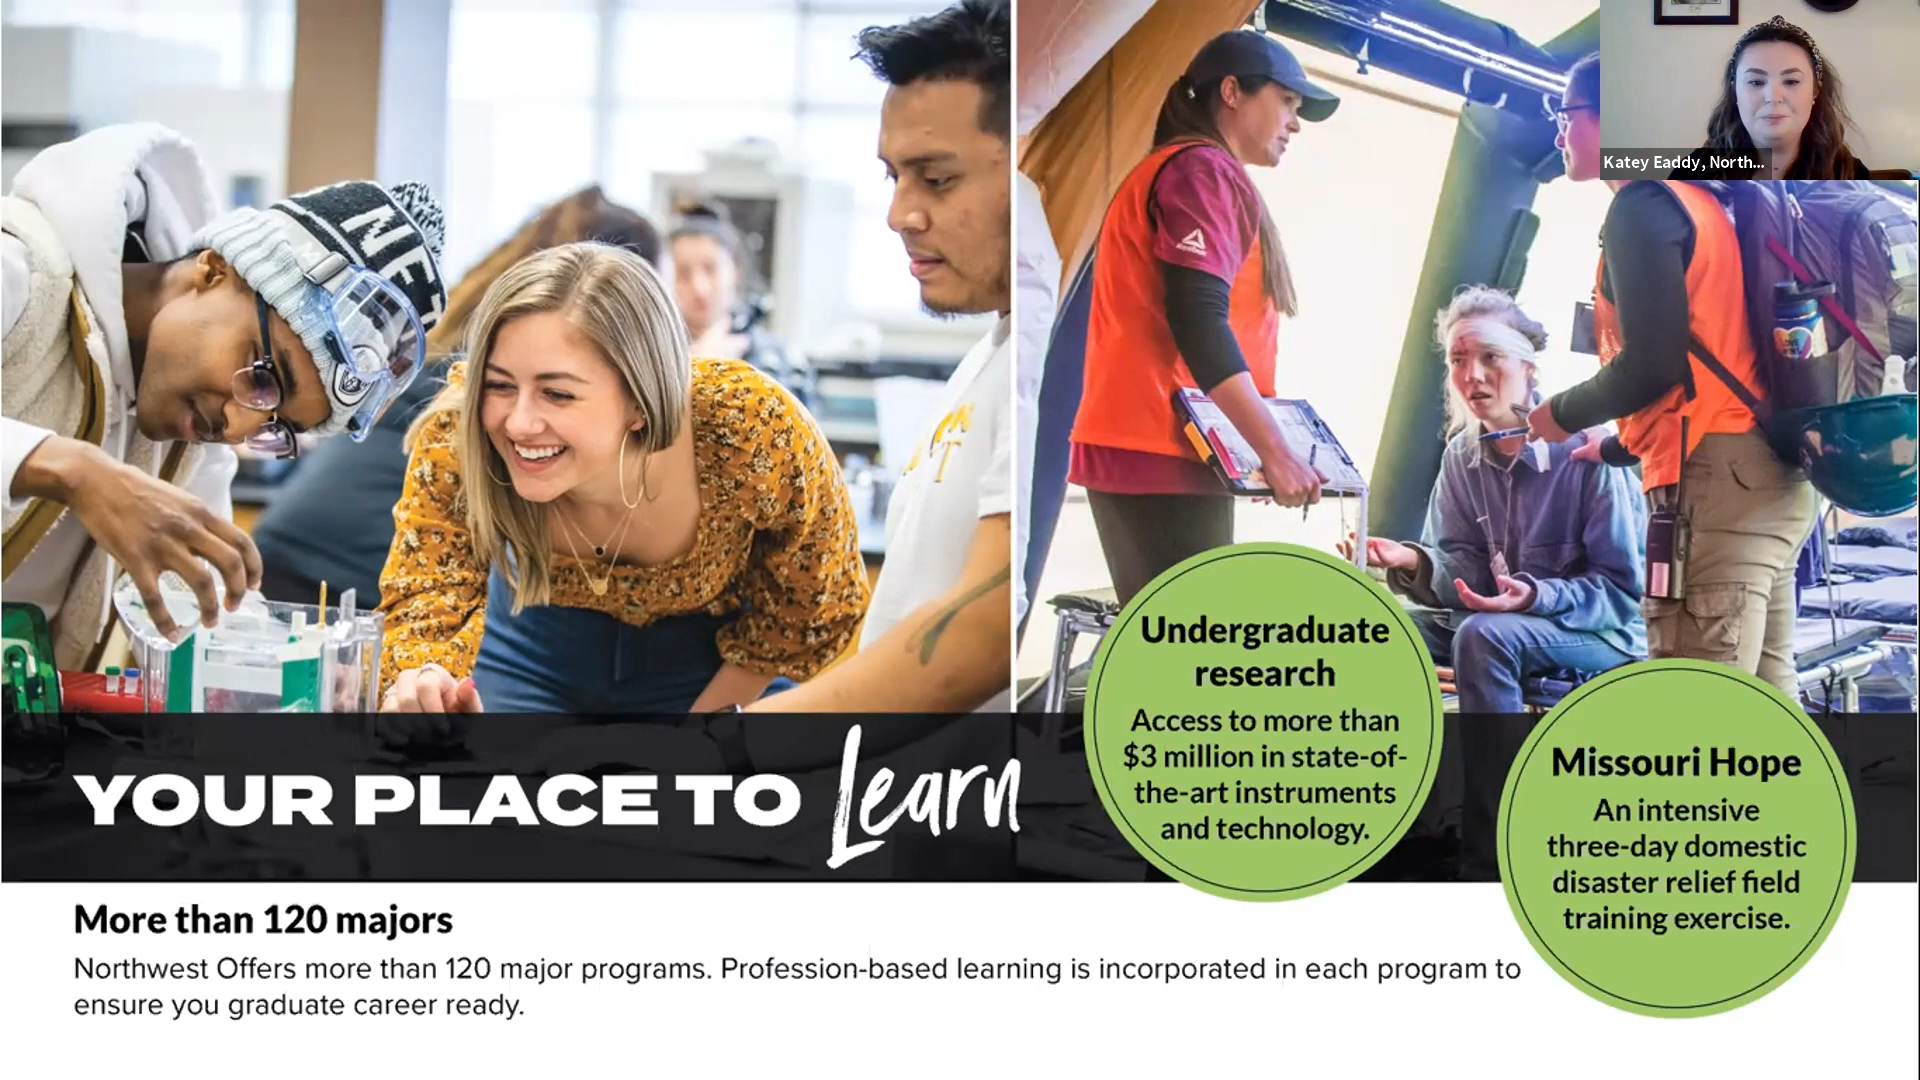 Katey Eaddy, North...
NET
Reebok
YOUR PLACE TO Learn
Undergraduate
research
Access to more than
$3 million in state-of-
the-art instruments
and technology.
Missouri Hope
An intensive
three-day domestic
disaster relief field
training exercise.
More than 120 majors
Northwest Offers more than 120 major programs. Profession-based learning is incorporated in each program to
ensure you graduate career ready.